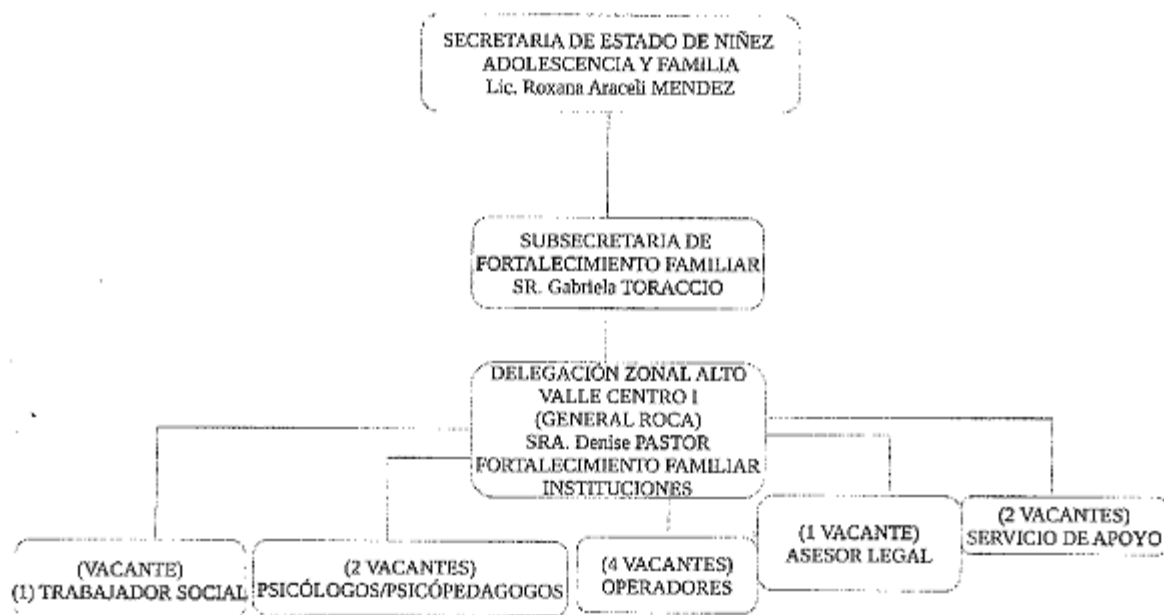 SECRETARIA DE ESTADO DE NIÑEZ
ADOLESCENCIA Y FAMILIA
Lic. Roxana Araceli MENDEZ
SUBSECRETARIA DE
FORTALECIMIENTO FAMILIAR
SR. Gabriela TORACCIO
DELEGACIÓN ZONAL ALTO
VALLE CENTRO I
(GENERAL ROCA)
SRA. Denise PASTOR
FORTALECIMIENTO FAMILIAR
INSTITUCIONES
(VACANTE)
(1) TRABAJADOR SOCIAL
(2 VACANTES)
PSICÓLOGOS/PSICÓPEDAGOGOS
(4 VACANTES)
OPERADORES
(1 VACANTE)
ASESOR LEGAL
(2 VACANTES)
SERVICIO DE APOYO